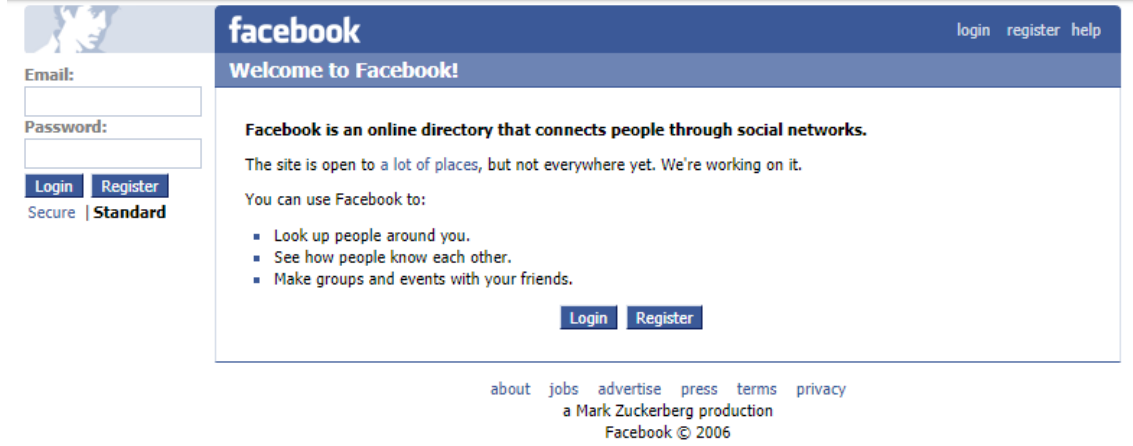 facebook
login register help
Email:
Password:
Login Register
Secure | Standard
Welcome to Facebook!
Facebook is an online directory that connects people through social networks.
The site is open to a lot of places, but not everywhere yet. We're working on it.
You can use Facebook to:
Look up people around you.
See how people know each other.
Make groups and events with your friends.
Login Register
about jobs advertise press terms privacy
a Mark Zuckerberg production
Facebook © 2006